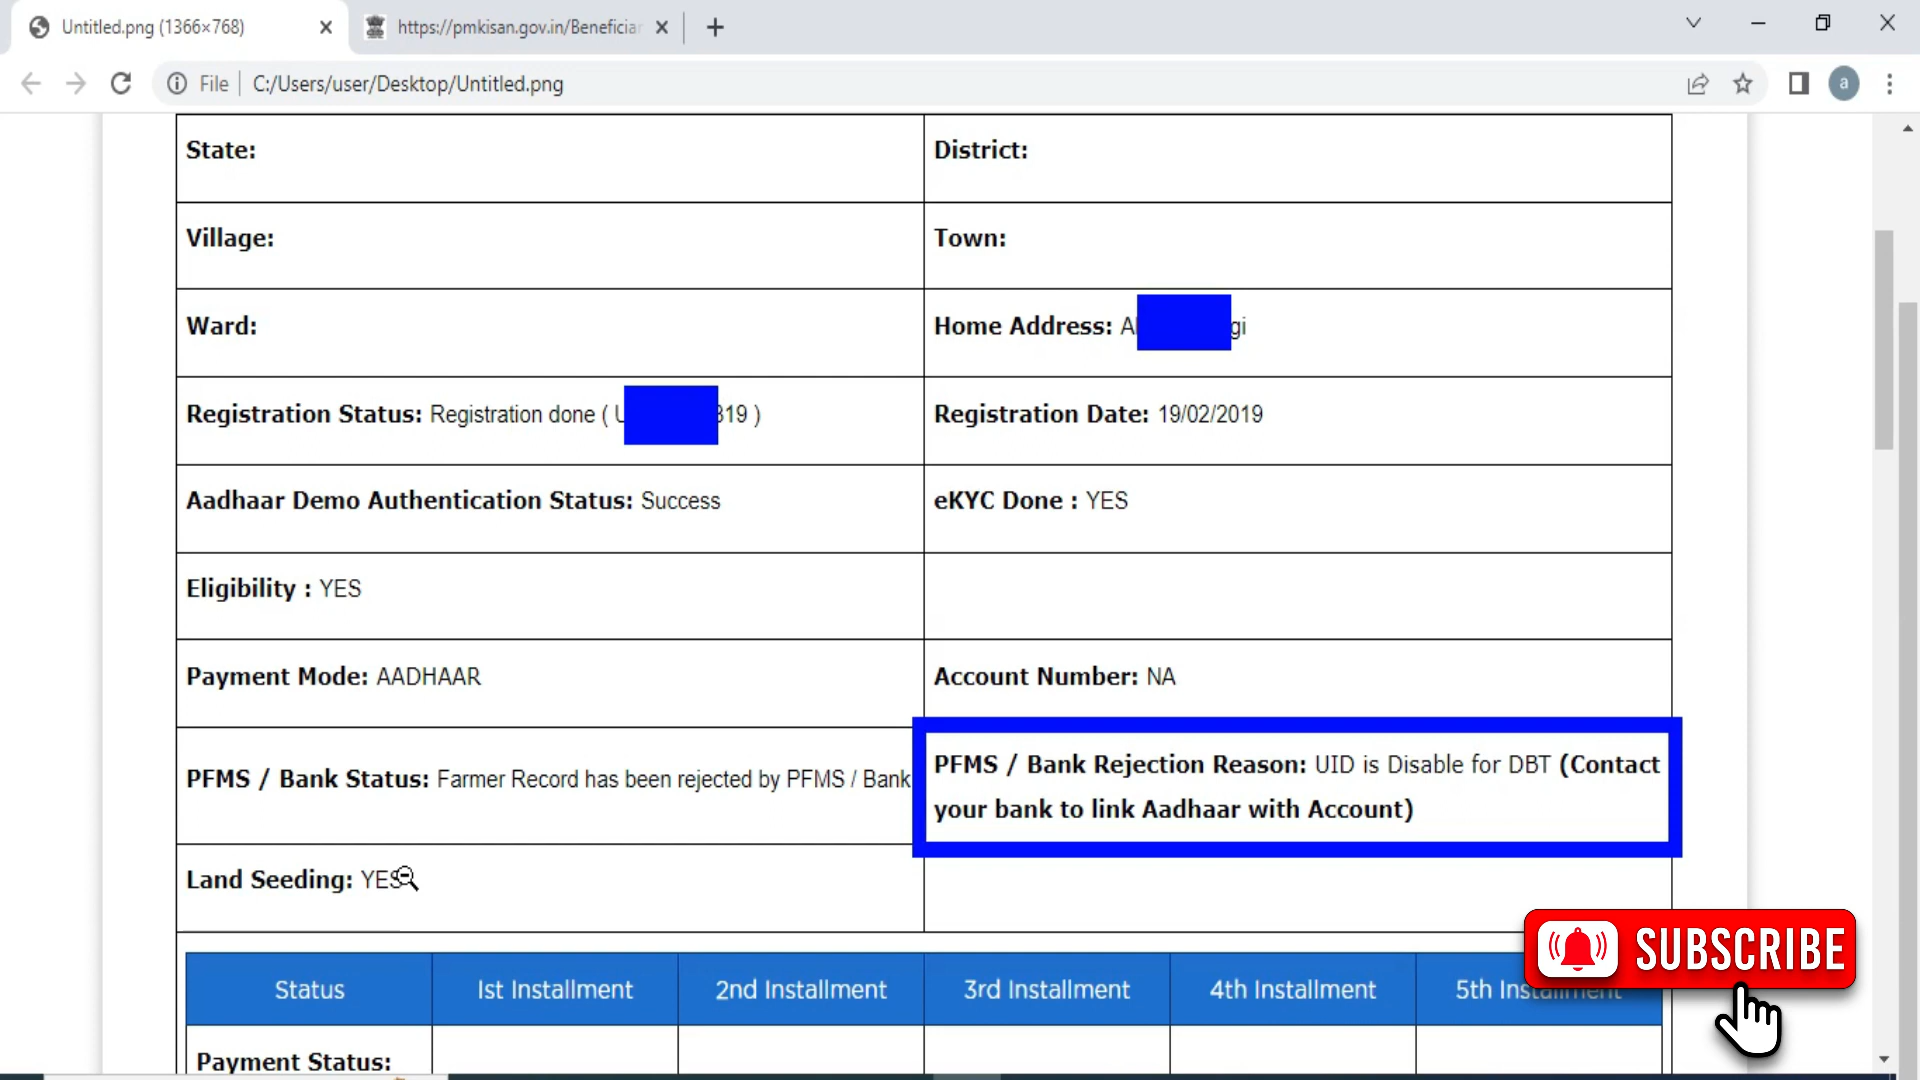 Untitled.png (1366×768)
https://pmkisan.gov.in/Beneficiar
File
C:/Users/user/Desktop/Untitled.png
a
State:
District:
Village:
Town:
Ward:
Home Address: Al gi
Registration Status: Registration done ( U 319 )
Registration Date: 19/02/2019
Aadhaar Demo Authentication Status: Success
eKYC Done : YES
Eligibility : YES
Payment Mode: AADHAAR
Account Number: NA
PFMS / Bank Status: Farmer Record has been rejected by PFMS / Bank
PFMS / Bank Rejection Reason: UID is Disable for DBT (Contact
your bank to link Aadhaar with Account)
Land Seeding: YES
SUBSCRIBE
Status
Ist Installment
2nd Installment
3rd Installment
4th Installment
5th Installment
Payment Status: